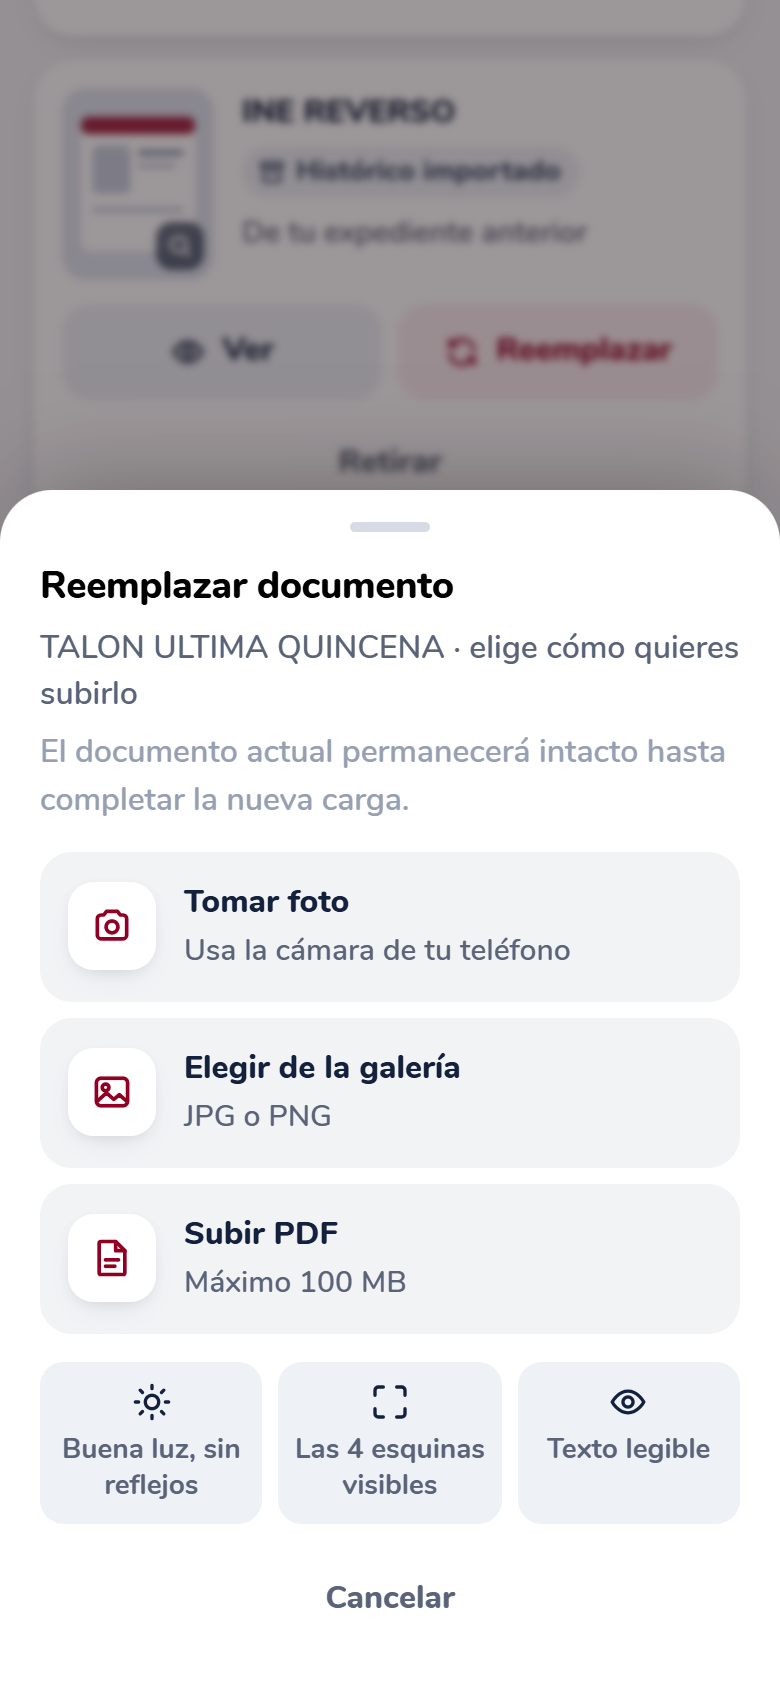 INE REVERSO
Histórico importado
De tu expediente anterior
Ver
Reemplazar
Retirar
Reemplazar documento
TALON ULTIMA QUINCENA · elige cómo quieres
subirlo
El documento actual permanecerá intacto hasta
completar la nueva carga.
Tomar foto
Usa la cámara de tu teléfono
Elegir de la galería
JPG o PNG
Subir PDF
Máximo 100 MB
Buena luz, sin
reflejos
Las 4 esquinas
visibles
Texto legible
Cancelar